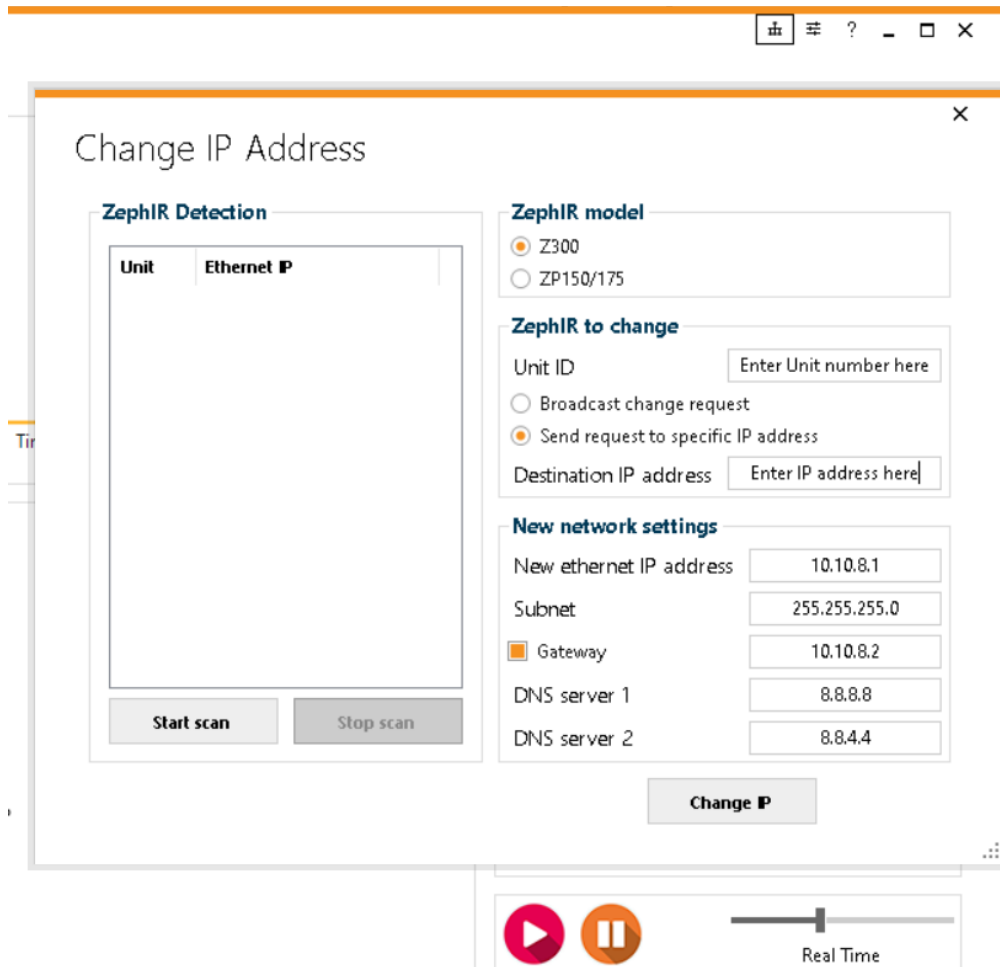 ?
Change IP Address
ZephIR Detection
Unit Ethernet IP
Start scan Stop scan
ZephIR model
Z300
ZP150/175
ZephIR to change
Unit ID Enter Unit number here
Broadcast change request
Send request to specific IP address
Destination IP address Enter IP address here
New network settings
New ethernet IP address 10.10.8.1
Subnet 255.255.255.0
Gateway 10.10.8.2
DNS server 1 8.8.8.8
DNS server 2 8.8.4.4
Change IP
Real Time